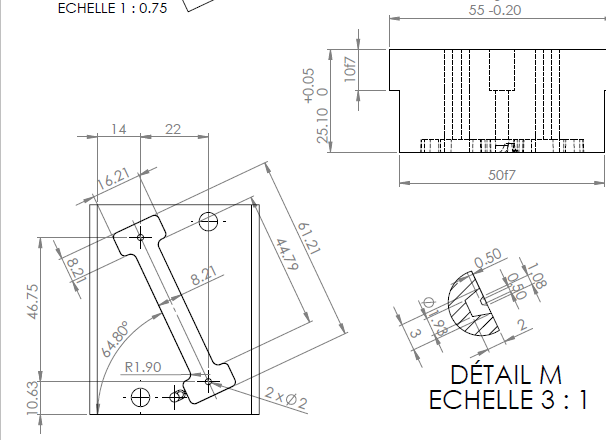 ECHELLE 1 : 0.75
55 -0.20
10f7
+0.05
25.10 0
50f7
14
22
16.21
8.21
8.21
61.21
44.79
46.75
64.80°
R1.90
10.63
2 x Ø2
0.50
0.50
1.08
Ø1.93
3
2
DÉTAIL M
ECHELLE 3 : 1